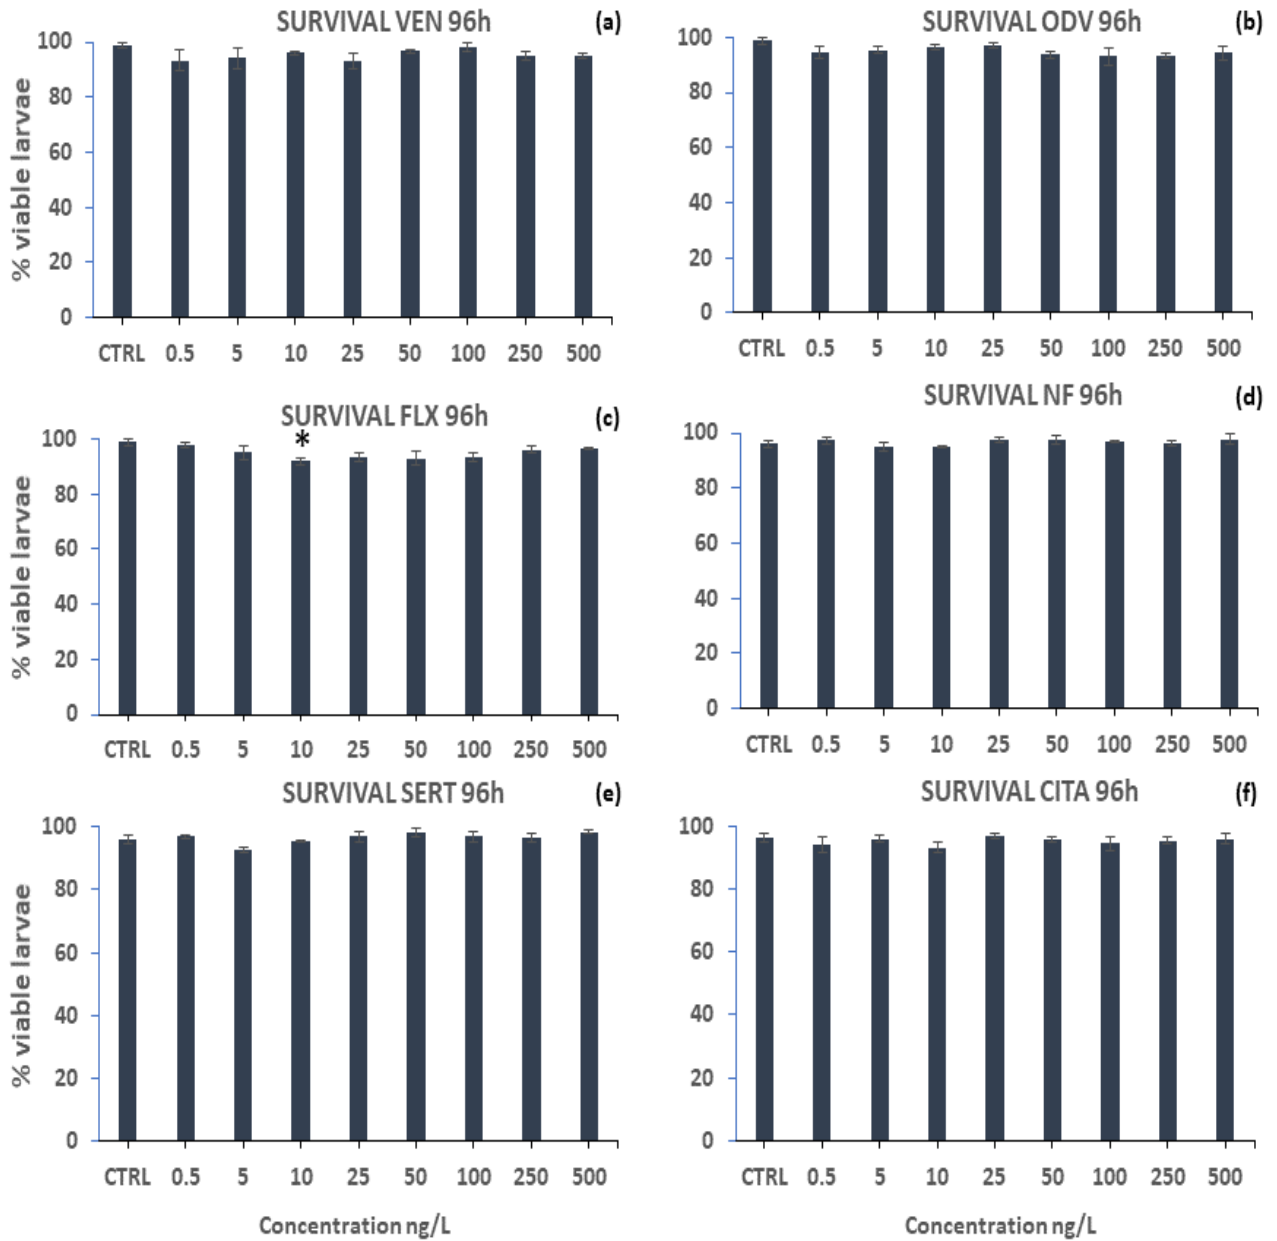 SURVIVAL VEN 96h (a)
% viable larvae
100
80
60
40
20
0
CTRL 0.5 5 10 25 50 100 250 500
SURVIVAL ODV 96h (b)
100
80
60
40
20
0
CTRL 0.5 5 10 25 50 100 250 500
SURVIVAL FLX 96h (c)
*
% viable larvae
100
80
60
40
20
0
CTRL 0.5 5 10 25 50 100 250 500
SURVIVAL NF 96h (d)
100
80
60
40
20
0
CTRL 0.5 5 10 25 50 100 250 500
SURVIVAL SERT 96h (e)
% viable larvae
100
80
60
40
20
0
CTRL 0.5 5 10 25 50 100 250 500
Concentration ng/L
SURVIVAL CITA 96h (f)
100
80
60
40
20
0
CTRL 0.5 5 10 25 50 100 250 500
Concentration ng/L